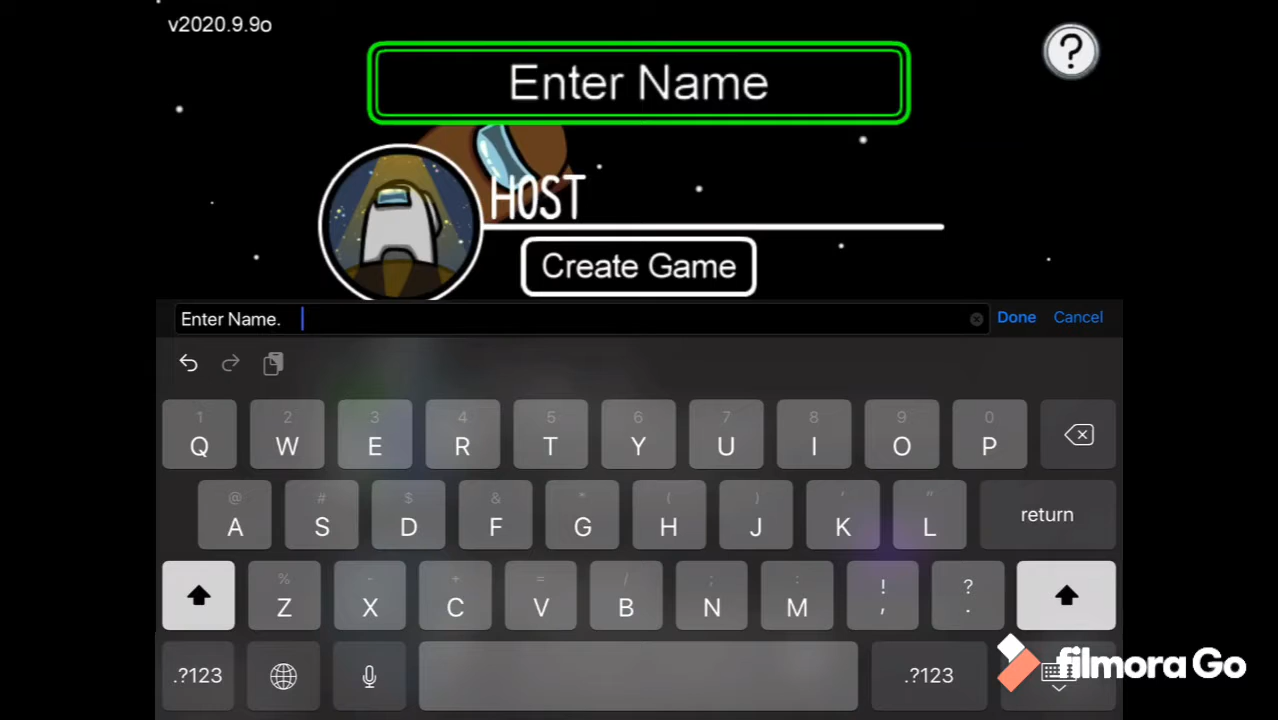 v2020.9.9o
?
Enter Name
HOST
Create Game
Enter Name. Done Cancel
1 2 3 4 5 6 7 8 9 0
Q W E R T Y U I O P
@ # $ & * ( ) ' "
A S D F G H J K L return
% - + = / ; : ! ?
Z X C V B N M , .
.?123 .?123
filmora Go